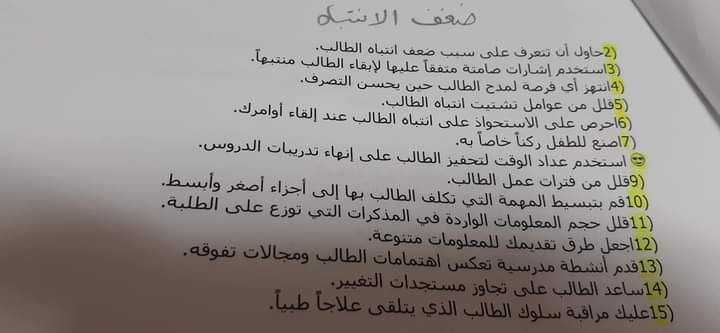 ضعف الانتباه
2)حاول أن تتعرف على سبب ضعف انتباه الطالب.
3)استخدم إشارات صامتة متفقاً عليها لإبقاء الطالب منتبهاً.
4)انتهز أي فرصة لمدح الطالب حين يحسن التصرف.
5)قلل من عوامل تشتيت انتباه الطالب.
6)احرص على الاستحواذ على انتباه الطالب عند إلقاء أوامرك.
7)اصنع للطفل ركناً خاصاً به.
😎 استخدم عداد الوقت لتحفيز الطالب على إنهاء تدريبات الدروس.
9)قلل من فترات عمل الطالب.
10)قم بتبسيط المهمة التي تكلف الطالب بها إلى أجزاء أصغر وأبسط.
11)قلل حجم المعلومات الواردة في المذكرات التي توزع على الطلبة.
12)اجعل طرق تقديمك للمعلومات متنوعة.
13)قدم أنشطة مدرسية تعكس اهتمامات الطالب ومجالات تفوقه.
14)ساعد الطالب على تجاوز مستجدات التغيير.
15)عليك مراقبة سلوك الطالب الذي يتلقى علاجاً طبياً.